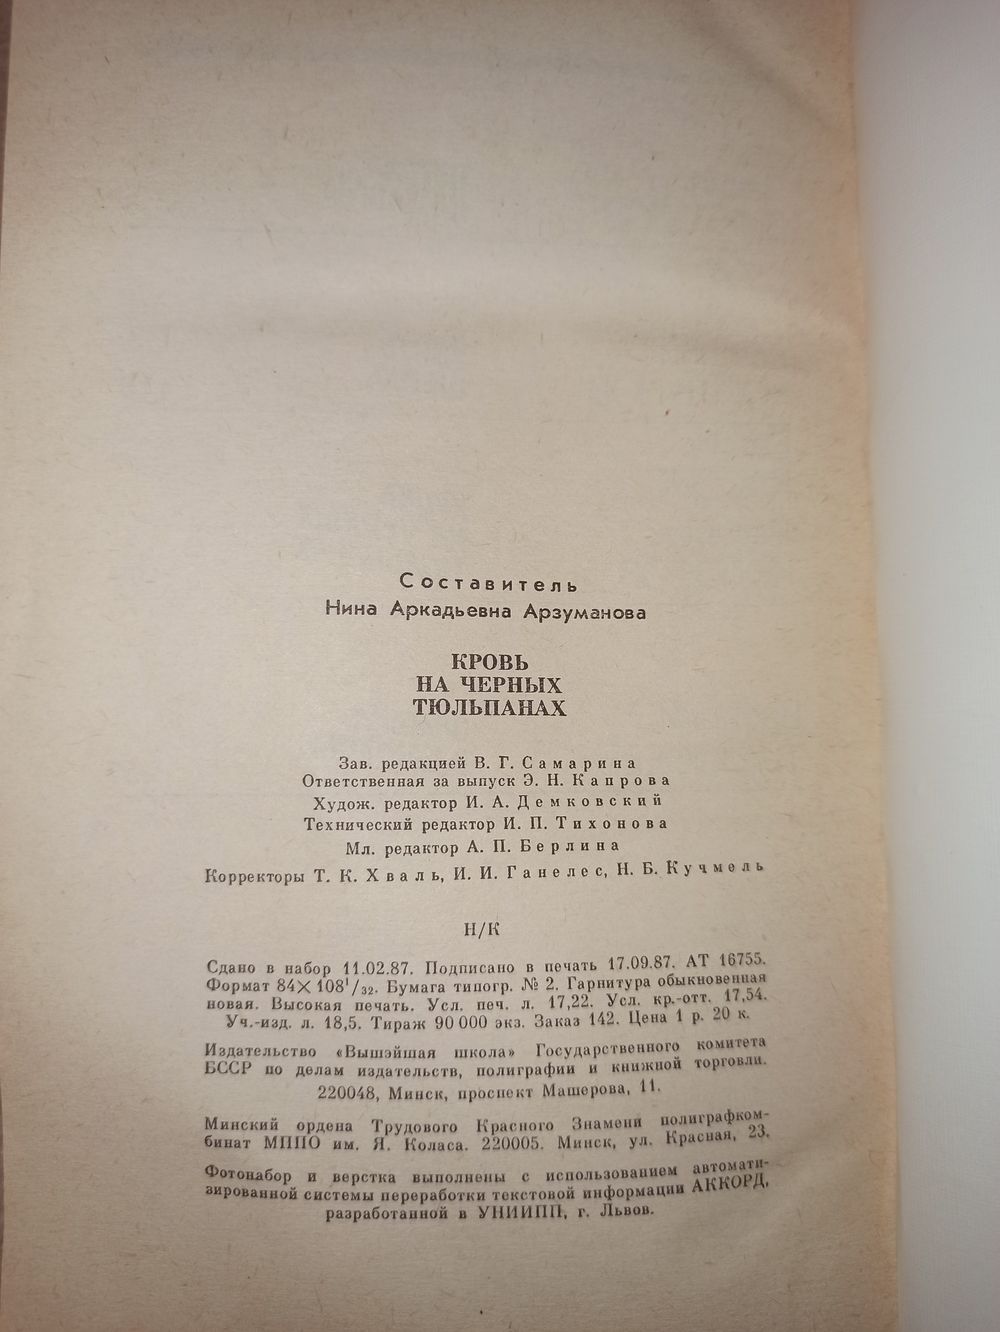 Составитель
Нина Аркадьевна Арзуманова
КРОВЬ
НА ЧЕРНЫХ
ТЮЛЬПАНАХ
Зав. редакцией В. Г. Самарина
Ответственная за выпуск Э. Н. Капрова
Худож. редактор И. А. Демковский
Технический редактор И. П. Тихонова
Мл. редактор А. П. Берлина
Корректоры Т. К. Хваль, И. И. Ганелес, Н. Б. Кучмель
Н/К
Сдано в набор 11.02.87. Подписано в печать 17.09.87. АТ 16755.
Формат 84×108¹/₃₂. Бумага типогр. № 2. Гарнитура обыкновенная
новая. Высокая печать. Усл. печ. л. 17,22. Усл. кр.-отт. 17,54.
Уч.-изд. л. 18,5. Тираж 90 000 экз. Заказ 142. Цена 1 р. 20 к.
Издательство «Вышэйшая школа» Государственного комитета
БССР по делам издательств, полиграфии и книжной торговли.
220048, Минск, проспект Машерова, 11.
Минский ордена Трудового Красного Знамени полиграфком-
бинат МППО им. Я. Коласа. 220005. Минск, ул. Красная, 23.
Фотонабор и верстка выполнены с использованием автомати-
зированной системы переработки текстовой информации АККОРД,
разработанной в УНИИПП, г. Львов.